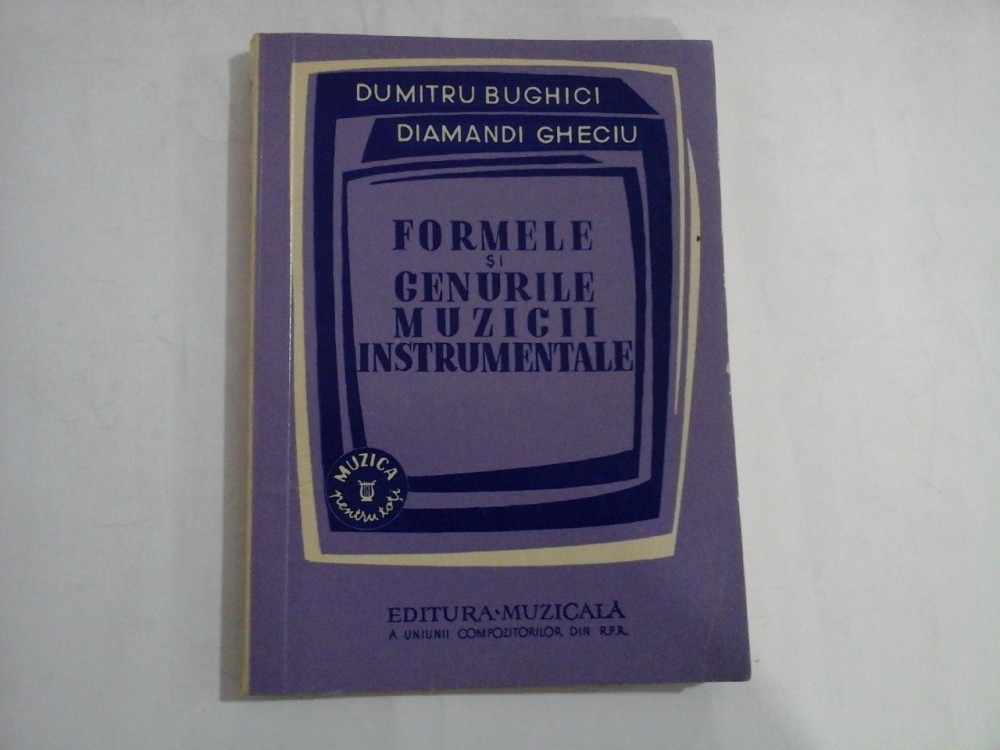 DUMITRU BUGHICI
DIAMANDI GHECIU
FORMELE
ȘI
GENURILE
MUZICII
INSTRUMENTALE
MUZICA
pentru toți
EDITURA·MUZICALĂ
A UNIUNII COMPOZITORILOR DIN R.P.R.